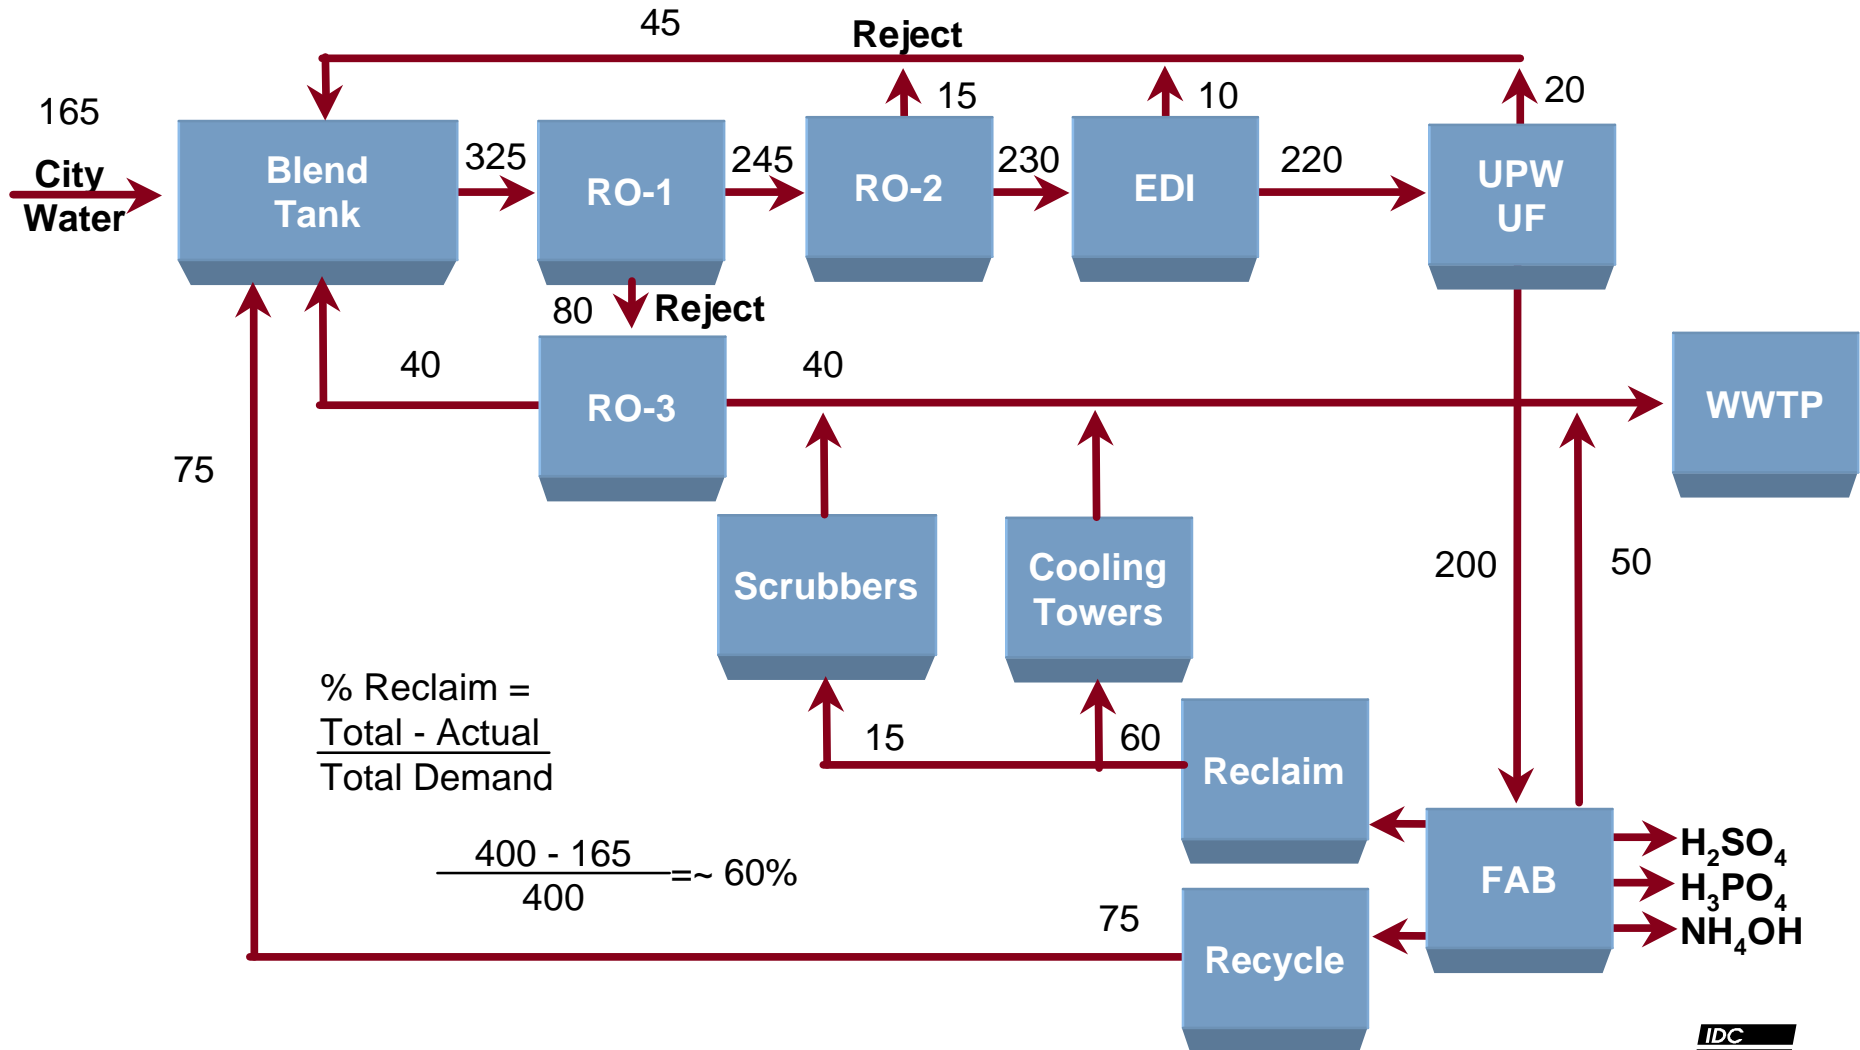 45
Reject
165
15
10
20
City
Water
Blend
Tank
325
RO-1
245
RO-2
230
EDI
220
UPW
UF
80
Reject
40
RO-3
40
WWTP
75
Scrubbers
Cooling
Towers
200
50
% Reclaim =
Total - Actual
Total Demand
15
60
Reclaim
400 - 165
400
=~ 60%
FAB
H₂SO₄
H₃PO₄
NH₄OH
75
Recycle
IDC